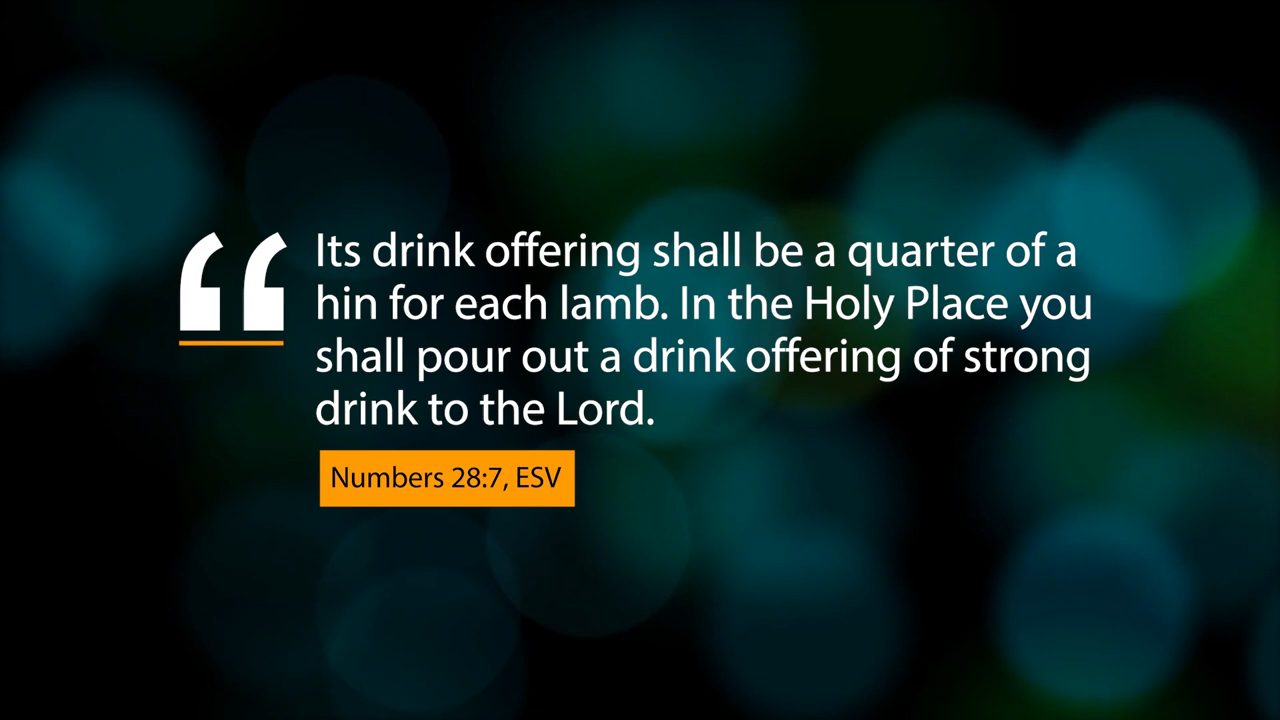 “
Its drink offering shall be a quarter of a
hin for each lamb. In the Holy Place you
shall pour out a drink offering of strong
drink to the Lord.
Numbers 28:7, ESV